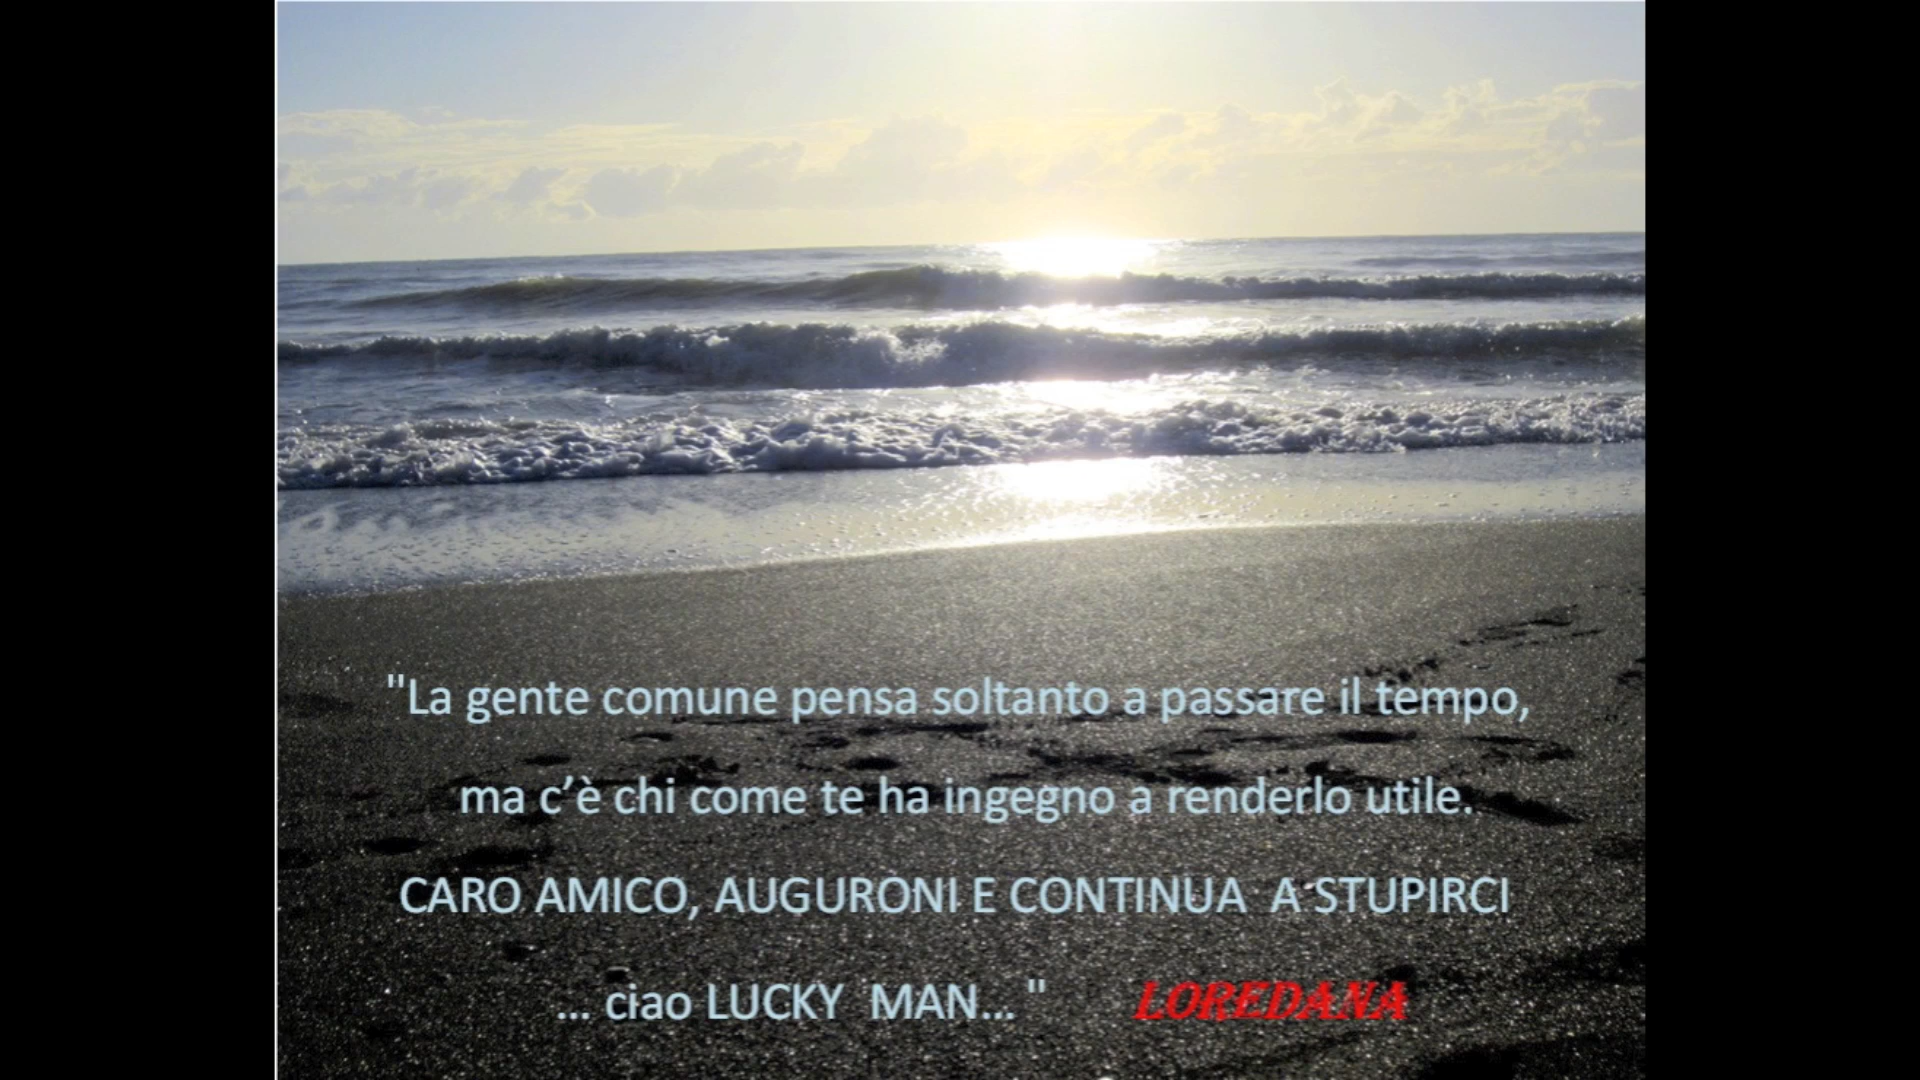 "La gente comune pensa soltanto a passare il tempo,
ma c’è chi come te ha ingegno a renderlo utile.
CARO AMICO, AUGURONI E CONTINUA A STUPIRCI
... ciao LUCKY MAN... " LOREDANA